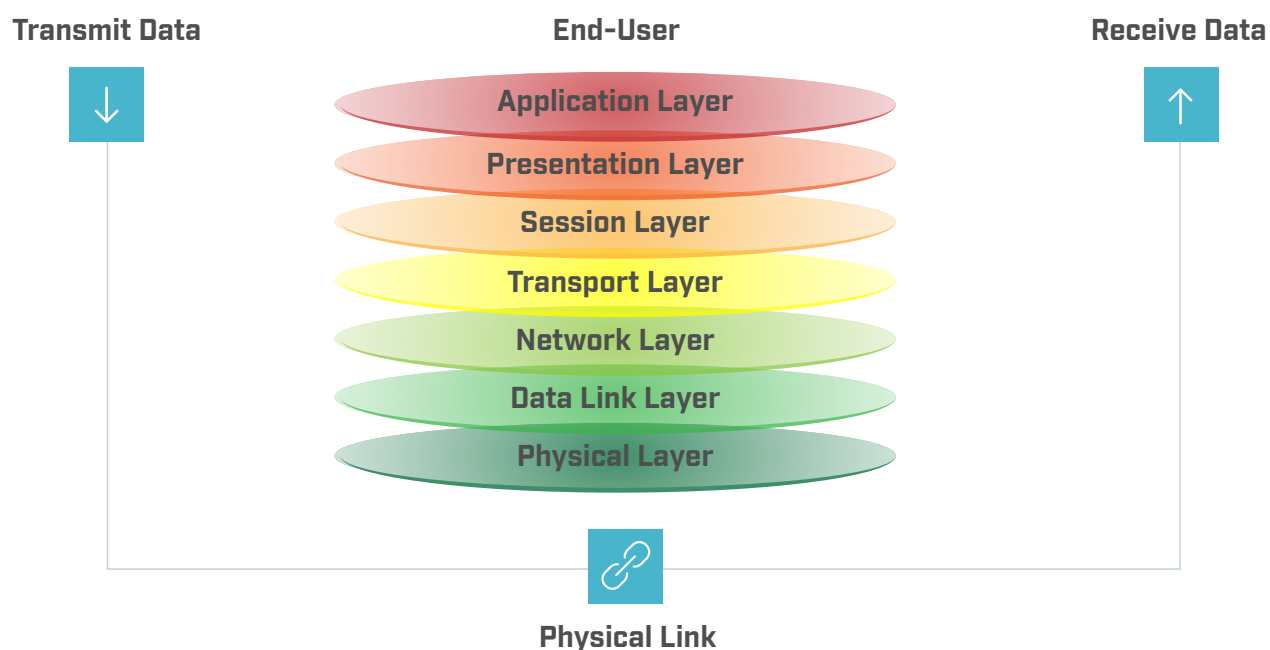 Transmit Data
End-User
Receive Data
Application Layer
Presentation Layer
Session Layer
Transport Layer
Network Layer
Data Link Layer
Physical Layer
Physical Link